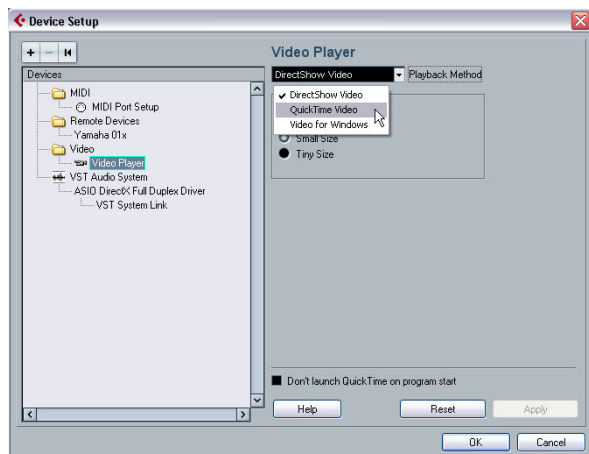 Device Setup
Devices
MIDI
MIDI Port Setup
Remote Devices
Yamaha 01x
Video
Video Player
VST Audio System
ASIO DirectX Full Duplex Driver
VST System Link
Video Player
DirectShow Video
Playback Method
DirectShow Video
QuickTime Video
Video for Windows
Small Size
Tiny Size
Don't launch QuickTime on program start
Help
Reset
Apply
OK
Cancel